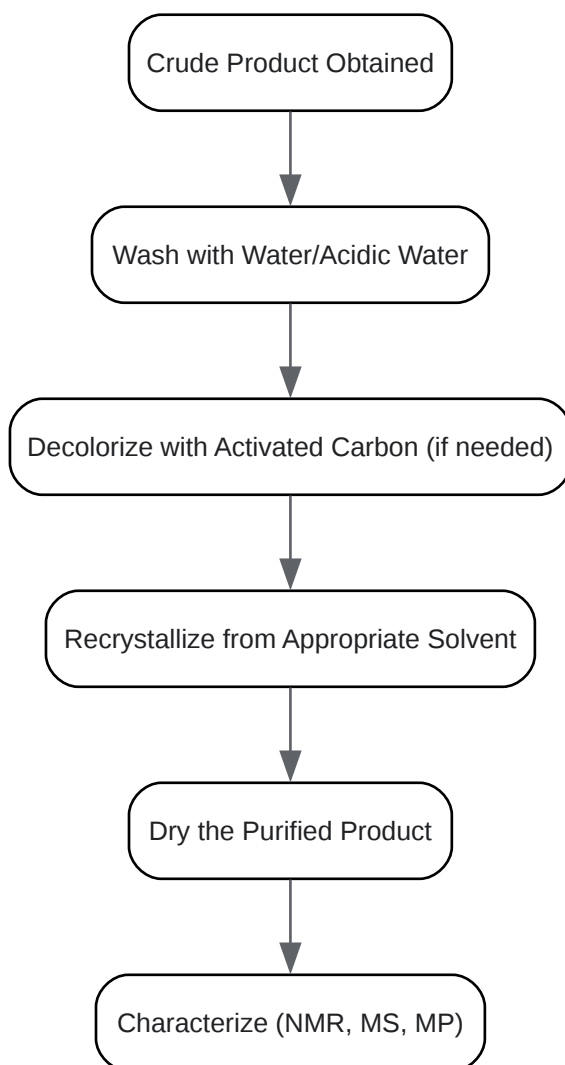 Crude Product Obtained
Wash with Water/Acidic Water
Decolorize with Activated Carbon (if needed)
Recrystallize from Appropriate Solvent
Dry the Purified Product
Characterize (NMR, MS, MP)